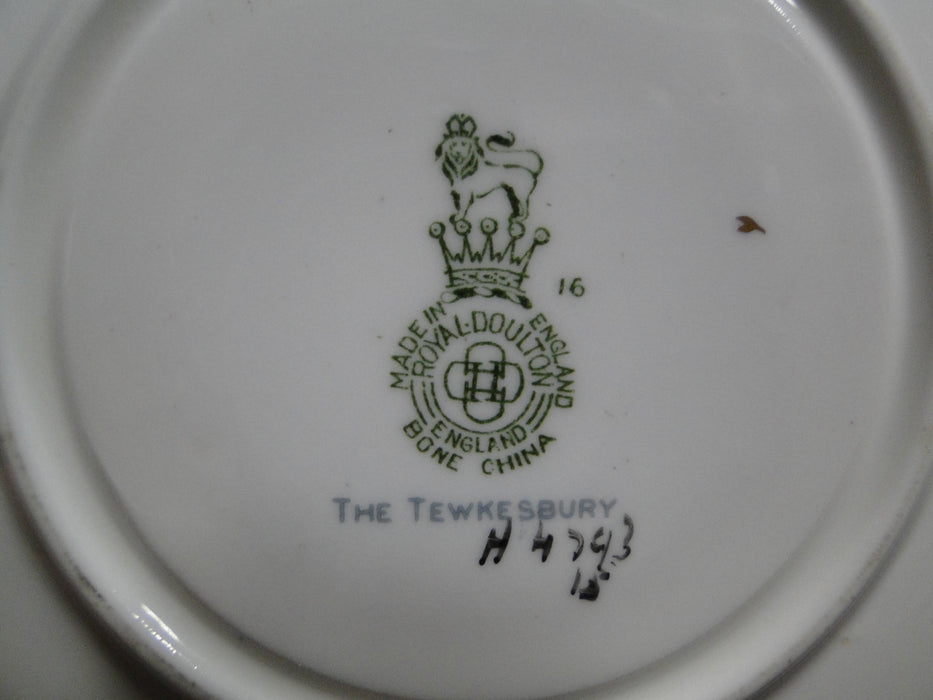 16
MADE IN ENGLAND
ROYAL·DOULTON
ENGLAND
BONE CHINA
THE TEWKESBURY
H 4793